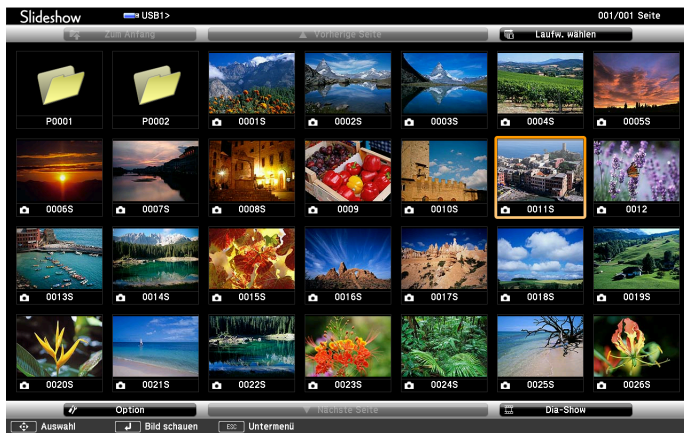 Slideshow USB1> 001/001 Seite
Zum Anfang Vorherige Seite Laufw. wählen
P0001 P0002 0001S 0002S 0003S 0004S 0005S
0006S 0007S 0008S 0009 0010S 0011S 0012
0013S 0014S 0015S 0016S 0017S 0018S 0019S
0020S 0021S 0022S 0023S 0024S 0025S 0026S
Option Nächste Seite Dia-Show
Auswahl Bild schauen ESC Untermenü